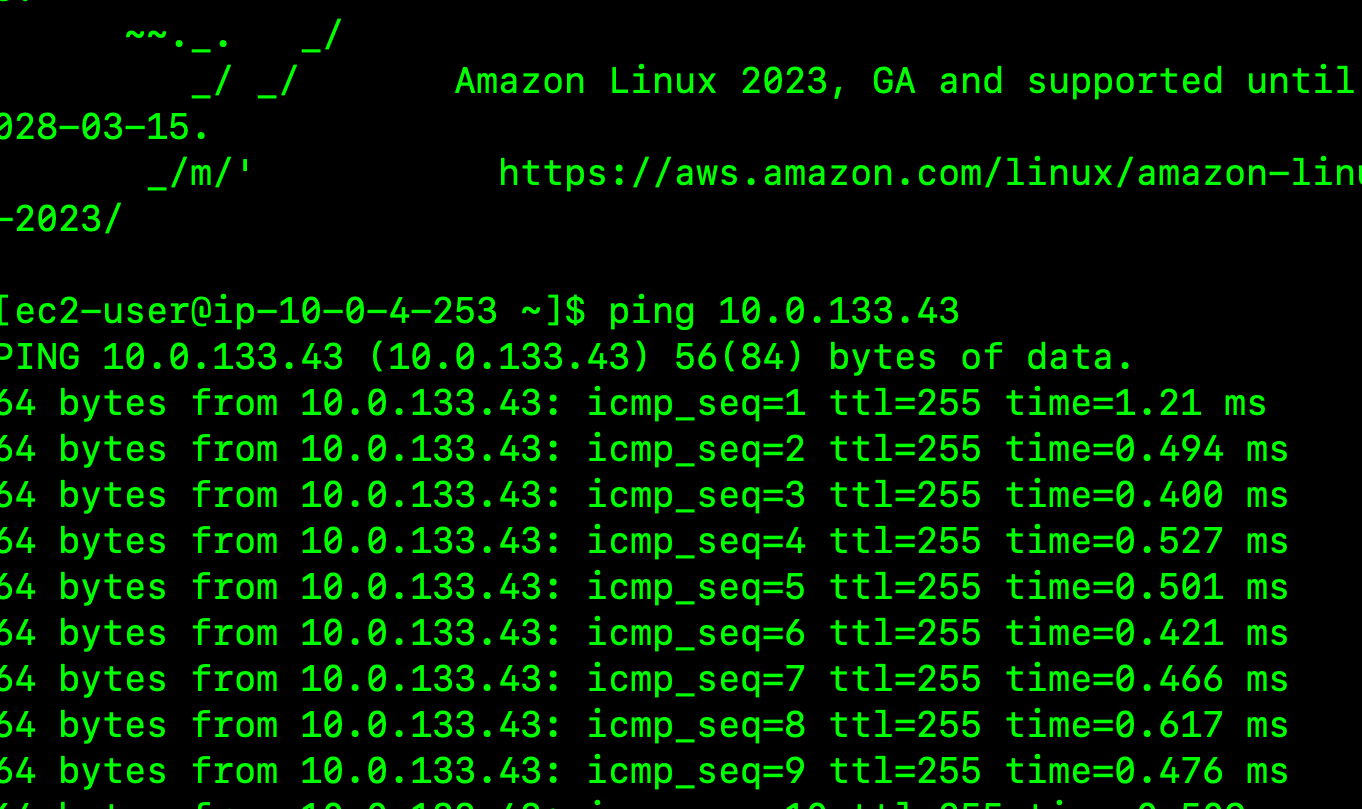 ~~._.   _/
_/ _/       Amazon Linux 2023, GA and supported until
028-03-15.
_/m/'           https://aws.amazon.com/linux/amazon-linu
-2023/
[ec2-user@ip-10-0-4-253 ~]$ ping 10.0.133.43
PING 10.0.133.43 (10.0.133.43) 56(84) bytes of data.
64 bytes from 10.0.133.43: icmp_seq=1 ttl=255 time=1.21 ms
64 bytes from 10.0.133.43: icmp_seq=2 ttl=255 time=0.494 ms
64 bytes from 10.0.133.43: icmp_seq=3 ttl=255 time=0.400 ms
64 bytes from 10.0.133.43: icmp_seq=4 ttl=255 time=0.527 ms
64 bytes from 10.0.133.43: icmp_seq=5 ttl=255 time=0.501 ms
64 bytes from 10.0.133.43: icmp_seq=6 ttl=255 time=0.421 ms
64 bytes from 10.0.133.43: icmp_seq=7 ttl=255 time=0.466 ms
64 bytes from 10.0.133.43: icmp_seq=8 ttl=255 time=0.617 ms
64 bytes from 10.0.133.43: icmp_seq=9 ttl=255 time=0.476 ms